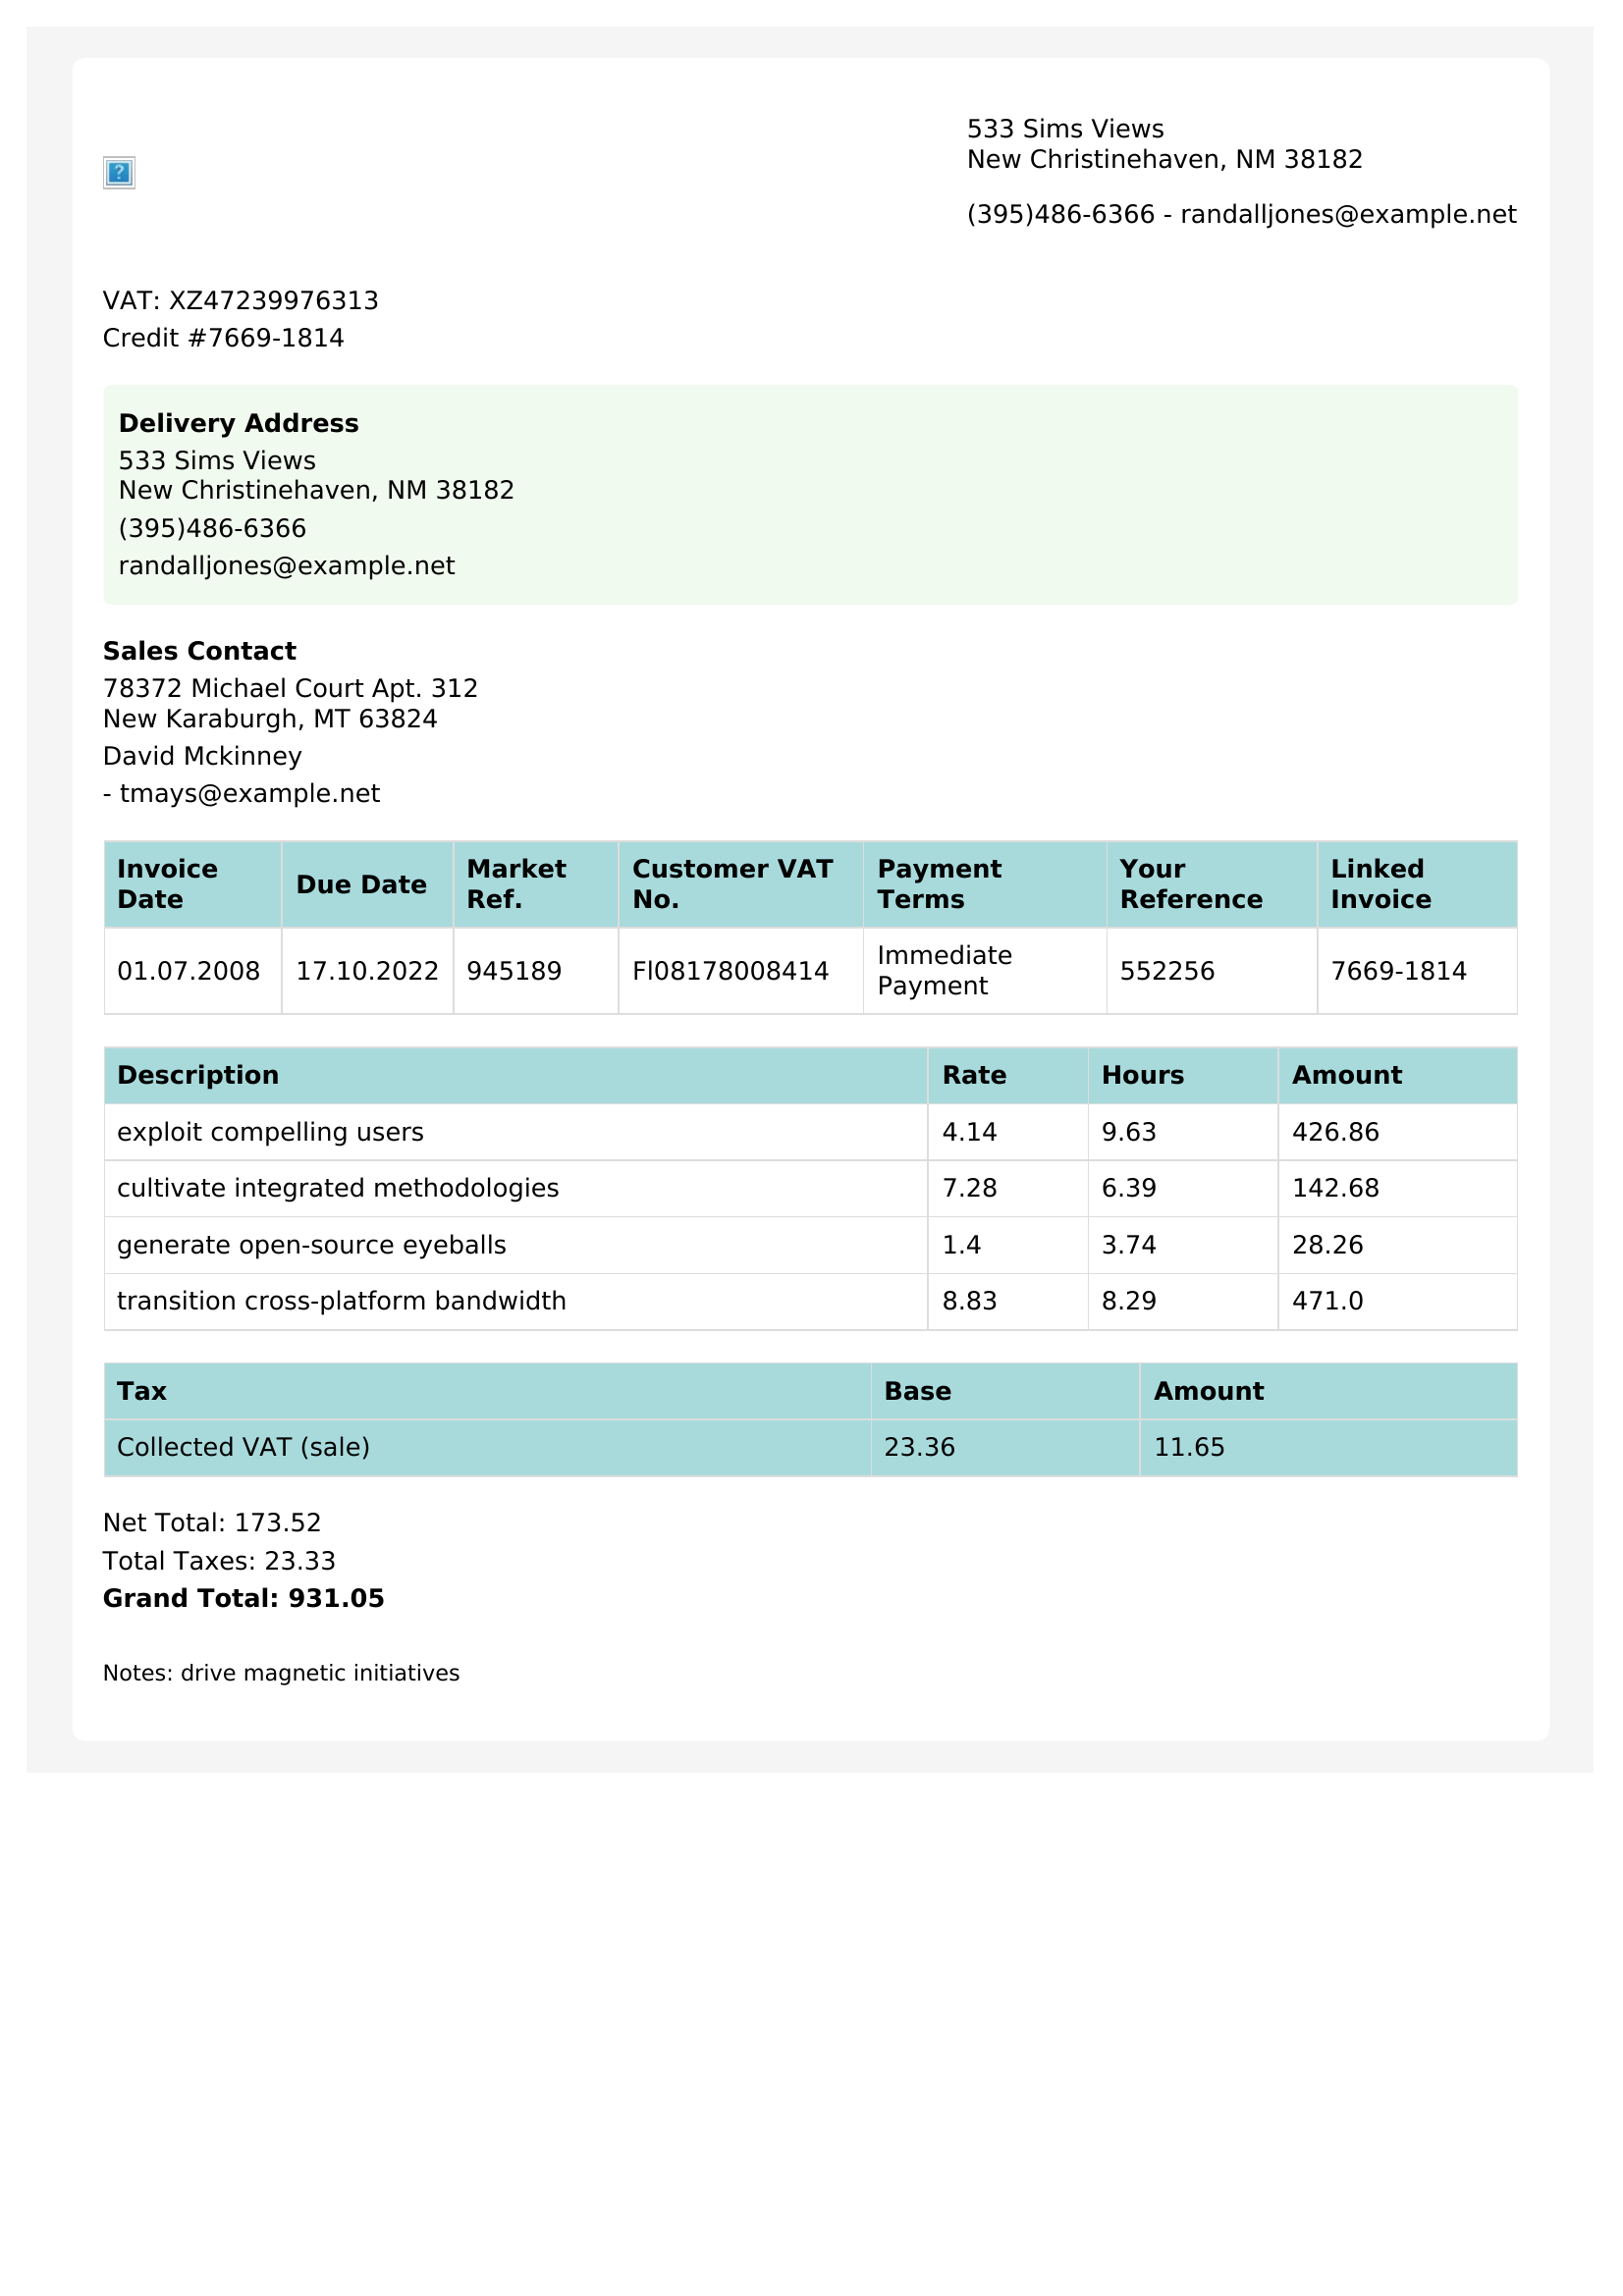 533 Sims Views
New Christinehaven, NM 38182
(395)486-6366 - randalljones@example.net
VAT: XZ47239976313
Credit #7669-1814
Delivery Address
533 Sims Views
New Christinehaven, NM 38182
(395)486-6366
randalljones@example.net
Sales Contact
78372 Michael Court Apt. 312
New Karaburgh, MT 63824
David Mckinney
- tmays@example.net
Invoice Date Due Date Market Ref. Customer VAT No. Payment Terms Your Reference Linked Invoice
01.07.2008 17.10.2022 945189 Fl08178008414 Immediate Payment 552256 7669-1814
Description Rate Hours Amount
exploit compelling users 4.14 9.63 426.86
cultivate integrated methodologies 7.28 6.39 142.68
generate open-source eyeballs 1.4 3.74 28.26
transition cross-platform bandwidth 8.83 8.29 471.0
Tax Base Amount
Collected VAT (sale) 23.36 11.65
Net Total: 173.52
Total Taxes: 23.33
Grand Total: 931.05
Notes: drive magnetic initiatives